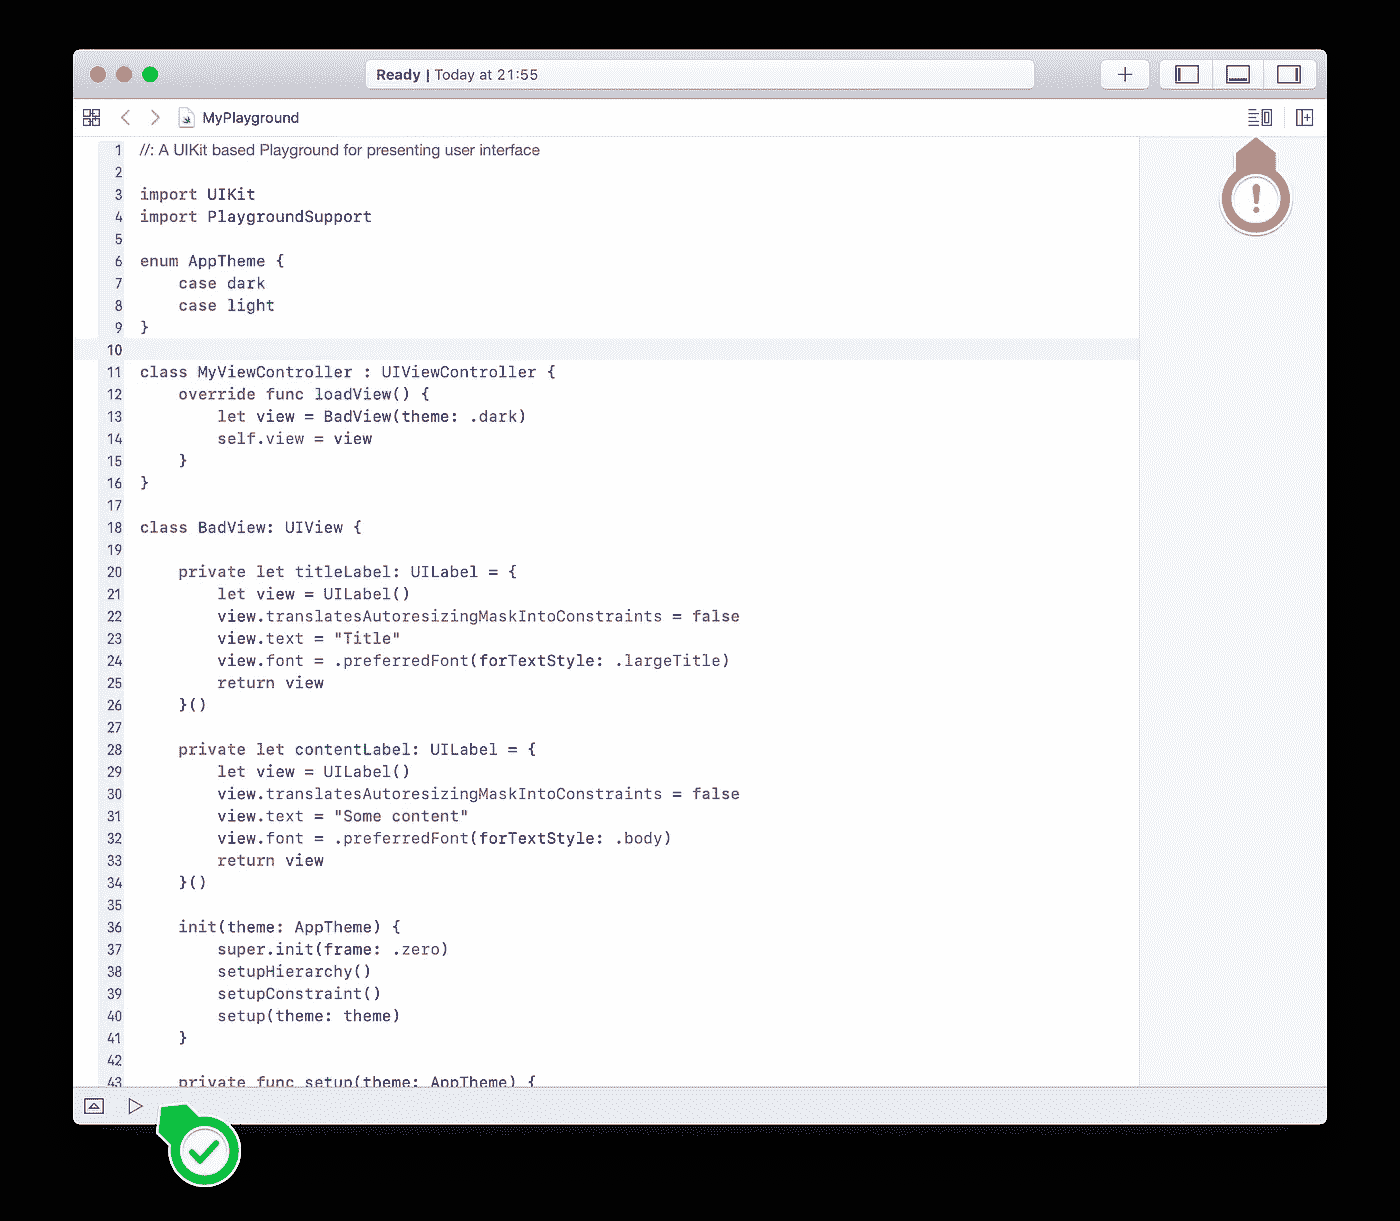 Ready | Today at 21:55
MyPlayground
1 //: A UIKit based Playground for presenting user interface
2
3 import UIKit
4 import PlaygroundSupport
5
6 enum AppTheme {
7     case dark
8     case light
9 }
10
11 class MyViewController : UIViewController {
12     override func loadView() {
13         let view = BadView(theme: .dark)
14         self.view = view
15     }
16 }
17
18 class BadView: UIView {
19
20     private let titleLabel: UILabel = {
21         let view = UILabel()
22         view.translatesAutoresizingMaskIntoConstraints = false
23         view.text = "Title"
24         view.font = .preferredFont(forTextStyle: .largeTitle)
25         return view
26     }()
27
28     private let contentLabel: UILabel = {
29         let view = UILabel()
30         view.translatesAutoresizingMaskIntoConstraints = false
31         view.text = "Some content"
32         view.font = .preferredFont(forTextStyle: .body)
33         return view
34     }()
35
36     init(theme: AppTheme) {
37         super.init(frame: .zero)
38         setupHierarchy()
39         setupConstraint()
40         setup(theme: theme)
41     }
42
43     private func setup(theme: AppTheme) {